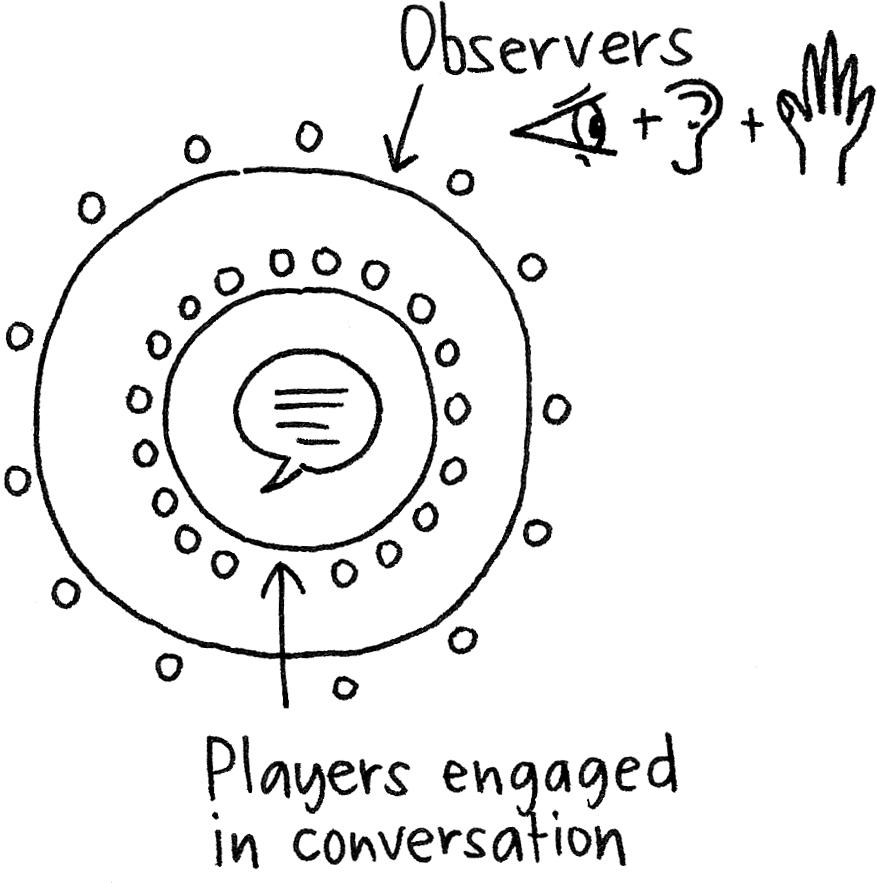 Observers
+ +
Players engaged
in conversation